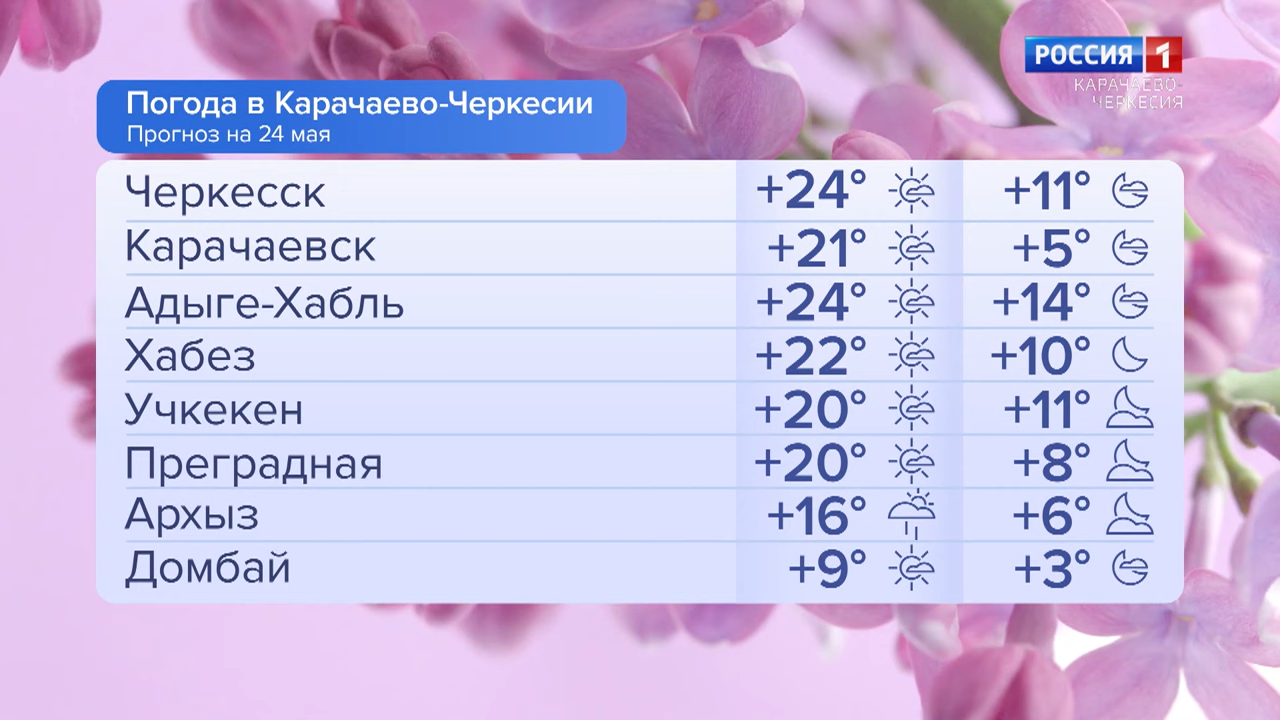 РОССИЯ 1
КАРАЧАЕВО-
ЧЕРКЕСИЯ
Погода в Карачаево-Черкесии
Прогноз на 24 мая
Черкесск +24° +11°
Карачаевск +21° +5°
Адыге-Хабль +24° +14°
Хабез +22° +10°
Учкекен +20° +11°
Преградная +20° +8°
Архыз +16° +6°
Домбай +9° +3°